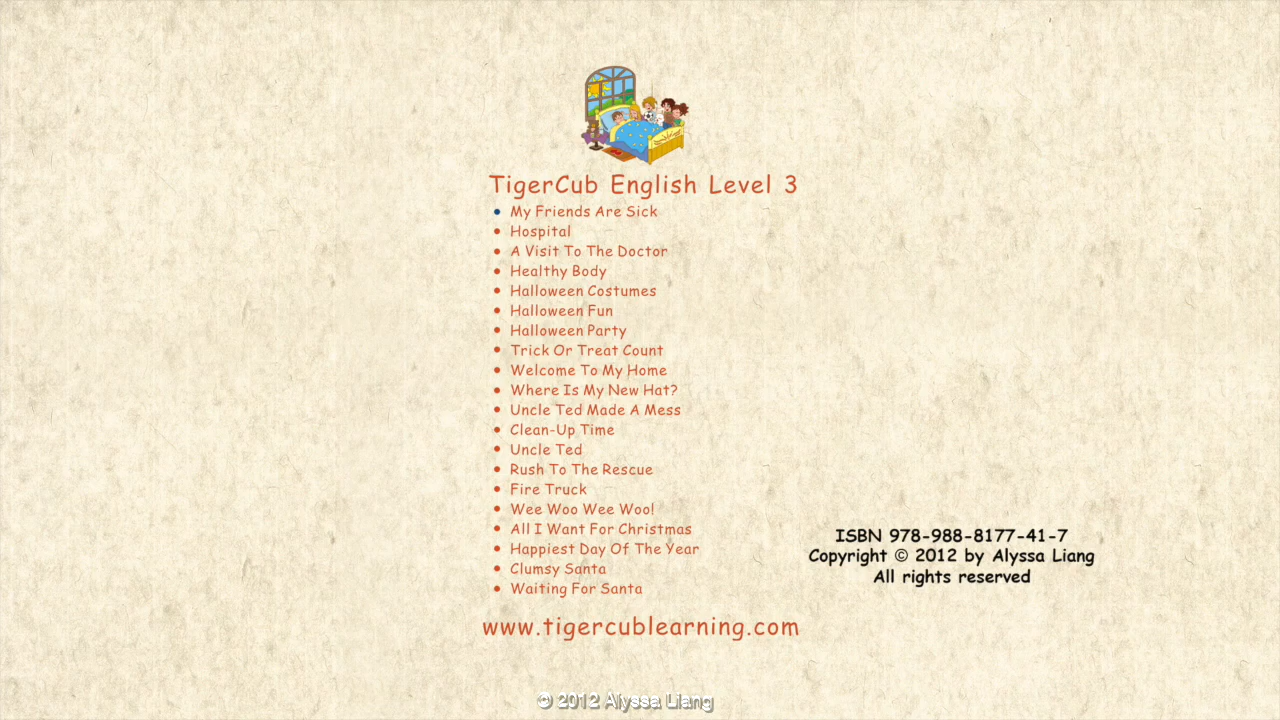 TigerCub English Level 3
• My Friends Are Sick
• Hospital
• A Visit To The Doctor
• Healthy Body
• Halloween Costumes
• Halloween Fun
• Halloween Party
• Trick Or Treat Count
• Welcome To My Home
• Where Is My New Hat?
• Uncle Ted Made A Mess
• Clean-Up Time
• Uncle Ted
• Rush To The Rescue
• Fire Truck
• Wee Woo Wee Woo!
• All I Want For Christmas
• Happiest Day Of The Year
• Clumsy Santa
• Waiting For Santa
ISBN 978-988-8177-41-7
Copyright © 2012 by Alyssa Liang
All rights reserved
www.tigercublearning.com
© 2012 Alyssa Liang